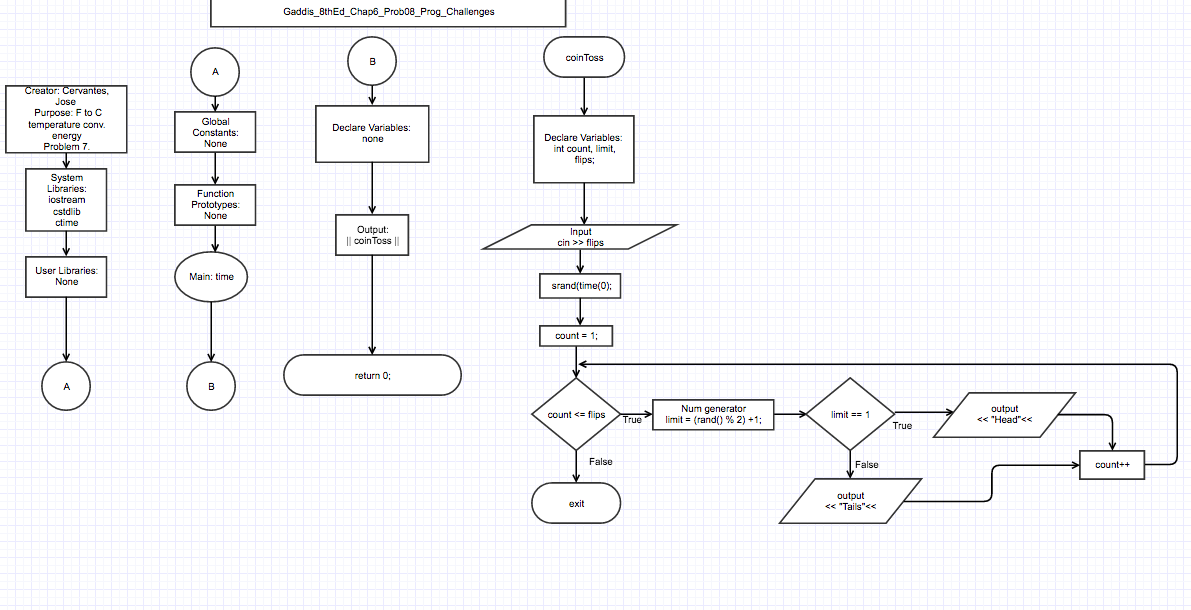 Gaddis_8thEd_Chap6_Prob08_Prog_Challenges
Creator: Cervantes,
Jose
Purpose: F to C
temperature conv.
energy
Problem 7.
System
Libraries:
iostream
cstdlib
ctime
User Libraries:
None
A
A
Global
Constants:
None
Function
Prototypes:
None
Main: time
B
B
Declare Variables:
none
Output:
|| coinToss ||
return 0;
coinToss
Declare Variables:
int count, limit,
flips;
Input
cin >> flips
srand(time(0);
count = 1;
count <= flips
True
False
exit
Num generator
limit = (rand() % 2) +1;
limit == 1
True
False
output
<< "Head"<<
output
<< "Tails"<<
count++